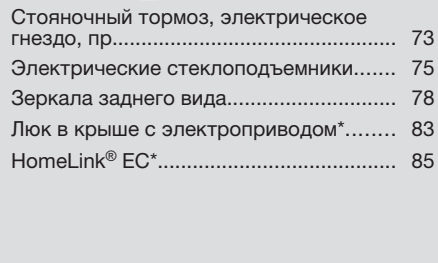 Стояночный тормоз, электрическое
гнездо, пр................................................. 73
Электрические стеклоподъемники....... 75
Зеркала заднего вида............................. 78
Люк в крыше с электроприводом*........ 83
HomeLink® EC*....................................... 85